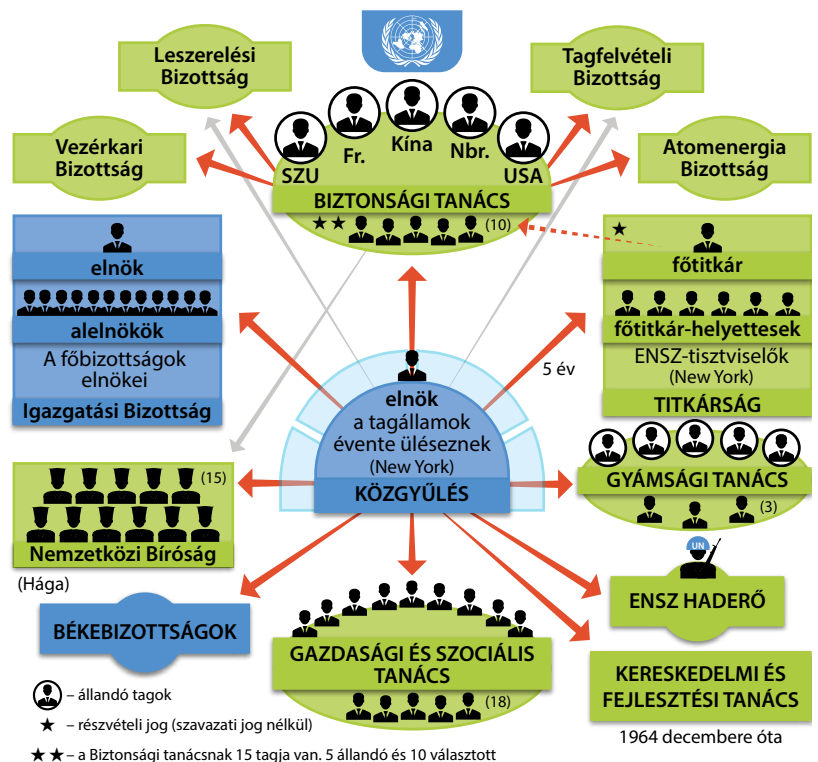 Leszerelési
Bizottság
Tagfelvételi
Bizottság
Vezérkari
Bizottság
SZU
Fr.
Kína
Nbr.
USA
Atomenergia
Bizottság
BIZTONSÁGI TANÁCS
★★ (10)
elnök
alelnökök
A főbizottságok
elnökei
Igazgatási Bizottság
★
főtitkár
főtitkár-helyettesek
ENSZ-tisztviselők
(New York)
TITKÁRSÁG
5 év
elnök
a tagállamok
évente üléseznek
(New York)
KÖZGYŰLÉS
(15)
Nemzetközi Bíróság
(Hága)
GYÁMSÁGI TANÁCS
(3)
BÉKEBIZOTTSÁGOK
GAZDASÁGI ÉS SZOCIÁLIS
TANÁCS
(18)
UN
ENSZ HADERŐ
KERESKEDELMI ÉS
FEJLESZTÉSI TANÁCS
1964 decembere óta
– állandó tagok
★ – részvételi jog (szavazati jog nélkül)
★★ – a Biztonsági tanácsnak 15 tagja van. 5 állandó és 10 választott